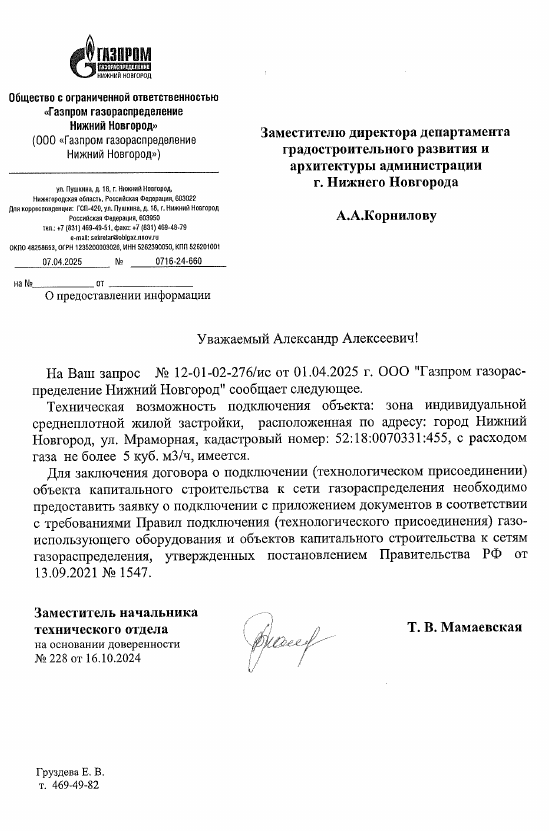 ГАЗПРОМ
ГАЗОРАСПРЕДЕЛЕНИЕ
НИЖНИЙ НОВГОРОД
Общество с ограниченной ответственностью
«Газпром газораспределение
Нижний Новгород»
(ООО «Газпром газораспределение
Нижний Новгород»)
ул. Пушкина, д. 18, г. Нижний Новгород,
Нижегородская область, Российская Федерация, 603022
Для корреспонденции: ГСП-420, ул. Пушкина, д. 18, г. Нижний Новгород
Российская Федерация, 603950
тел.: +7 (831) 469-49-51, факс: +7 (831) 468-48-79
e-mail: sekretar@oblgaz.nnov.ru
ОКПО 48258653, ОГРН 1235200003026, ИНН 5262390050, КПП 526201001
07.04.2025 № 0716-24-660
на № от
О предоставлении информации
Заместителю директора департамента
градостроительного развития и
архитектуры администрации
г. Нижнего Новгорода
А.А.Корнилову
Уважаемый Александр Алексеевич!
На Ваш запрос № 12-01-02-276/ис от 01.04.2025 г. ООО "Газпром газорас-
пределение Нижний Новгород" сообщает следующее.
Техническая возможность подключения объекта: зона индивидуальной
среднеплотной жилой застройки, расположенная по адресу: город Нижний
Новгород, ул. Мраморная, кадастровый номер: 52:18:0070331:455, с расходом
газа не более 5 куб. м3/ч, имеется.
Для заключения договора о подключении (технологическом присоединении)
объекта капитального строительства к сети газораспределения необходимо
предоставить заявку о подключении с приложением документов в соответствии
с требованиями Правил подключения (технологического присоединения) газо-
использующего оборудования и объектов капитального строительства к сетям
газораспределения, утвержденных постановлением Правительства РФ от
13.09.2021 № 1547.
Заместитель начальника
технического отдела
на основании доверенности
№ 228 от 16.10.2024
Т. В. Мамаевская
Груздева Е. В.
т. 469-49-82